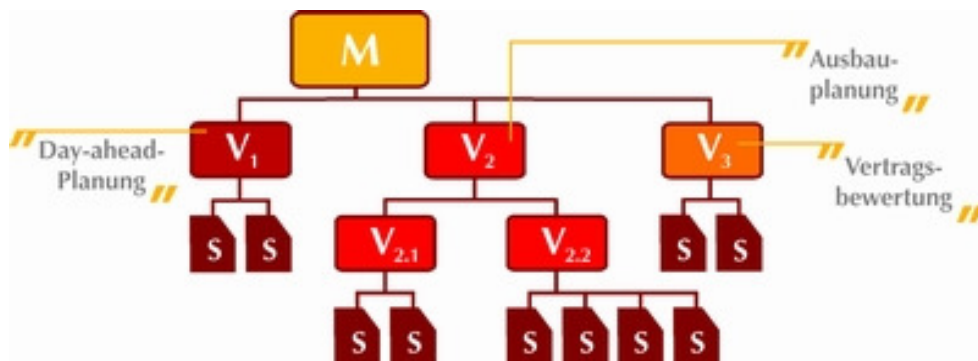 M
Ausbau-
planung
Day-ahead-
Planung
V1
V2
V3
Vertrags-
bewertung
S S S S
V2.1 V2.2
S S S S S S